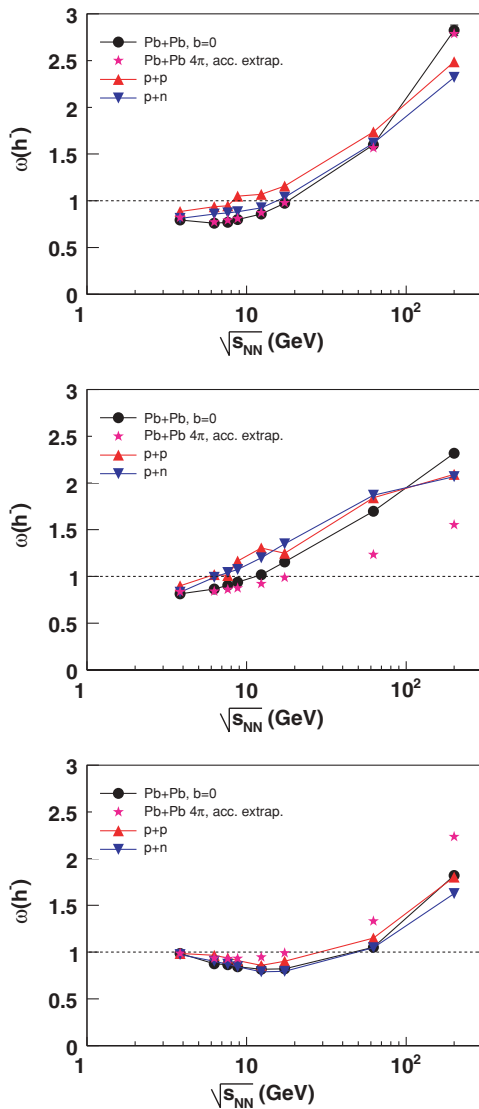 3
2.5
2
1.5
1
0.5
0
ω(h⁻)
Pb+Pb, b=0
Pb+Pb 4π, acc. extrap.
p+p
p+n
1 10 10²
√s_NN (GeV)
3
2.5
2
1.5
1
0.5
0
ω(h⁻)
Pb+Pb, b=0
Pb+Pb 4π, acc. extrap.
p+p
p+n
1 10 10²
√s_NN (GeV)
3
2.5
2
1.5
1
0.5
0
ω(h⁻)
Pb+Pb, b=0
Pb+Pb 4π, acc. extrap.
p+p
p+n
1 10 10²
√s_NN (GeV)